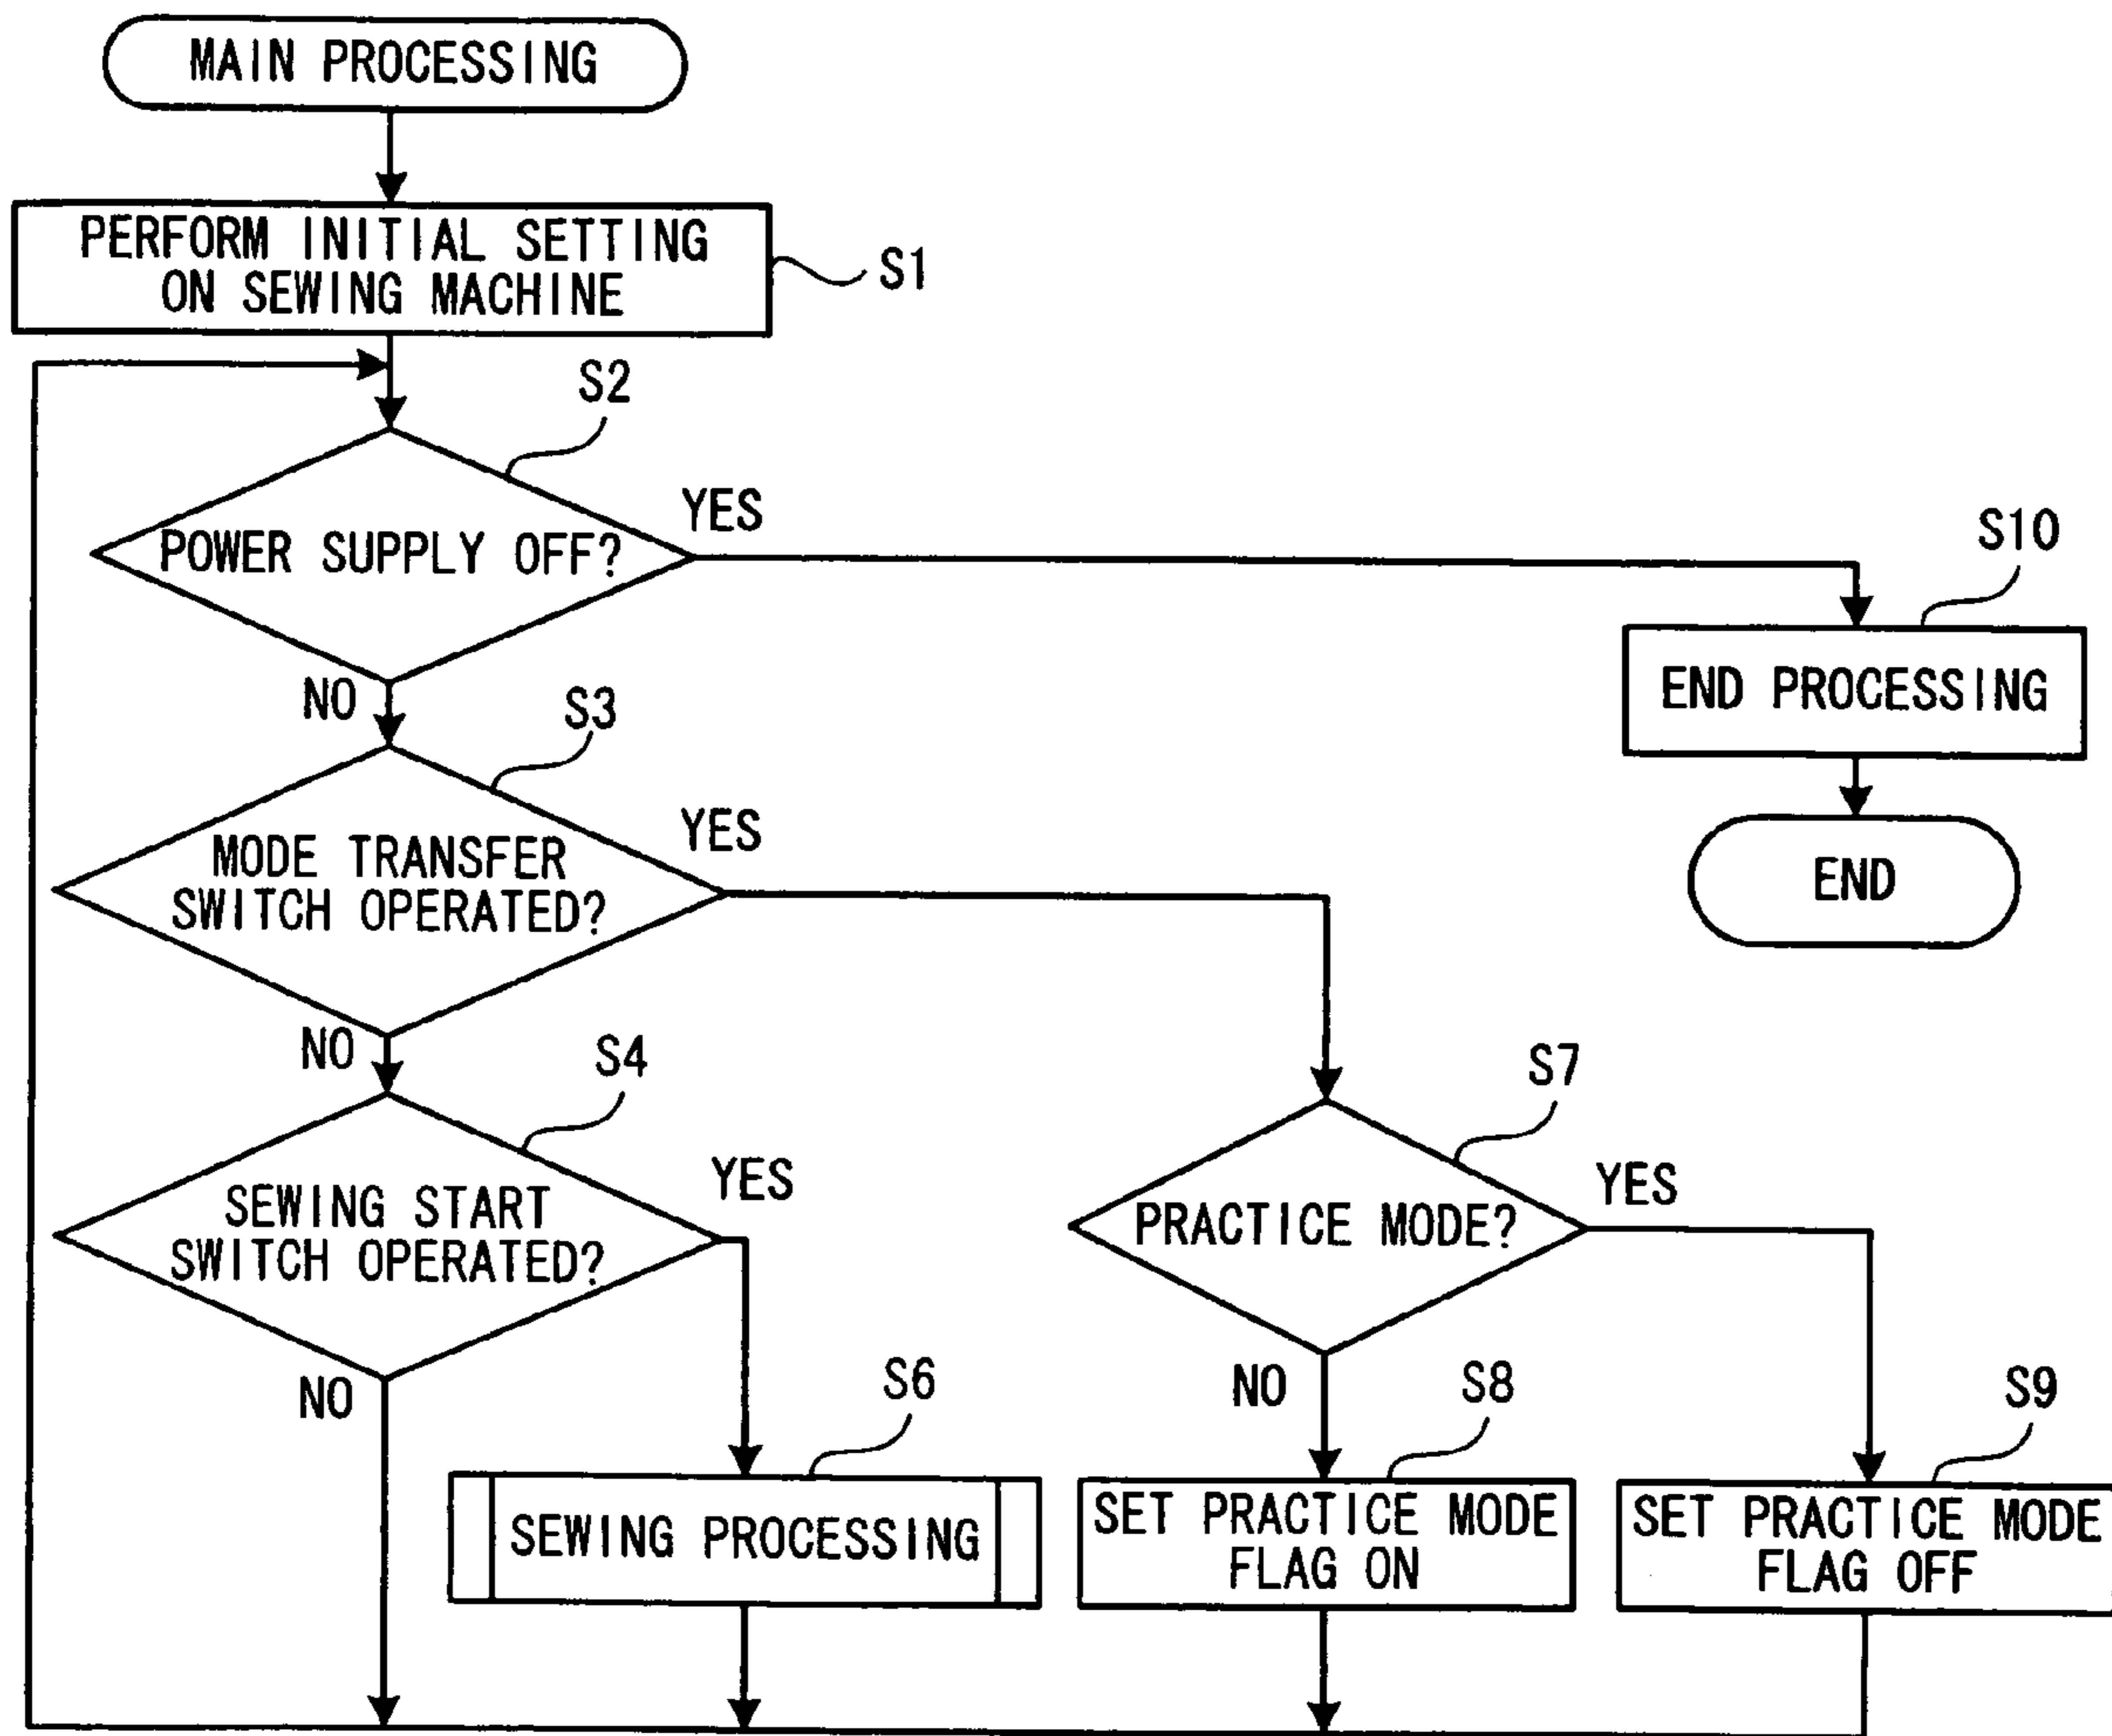 MAIN PROCESSING
PERFORM INITIAL SETTING
ON SEWING MACHINE
S1
S2
POWER SUPPLY OFF?
YES
NO
S10
END PROCESSING
END
S3
MODE TRANSFER
SWITCH OPERATED?
YES
NO
S4
SEWING START
SWITCH OPERATED?
YES
NO
S7
PRACTICE MODE?
YES
NO
S6
SEWING PROCESSING
S8
SET PRACTICE MODE
FLAG ON
S9
SET PRACTICE MODE
FLAG OFF